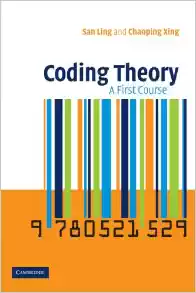 San Ling and Chaoping Xing
Coding Theory
A First Course
9 780521 529
CAMBRIDGE